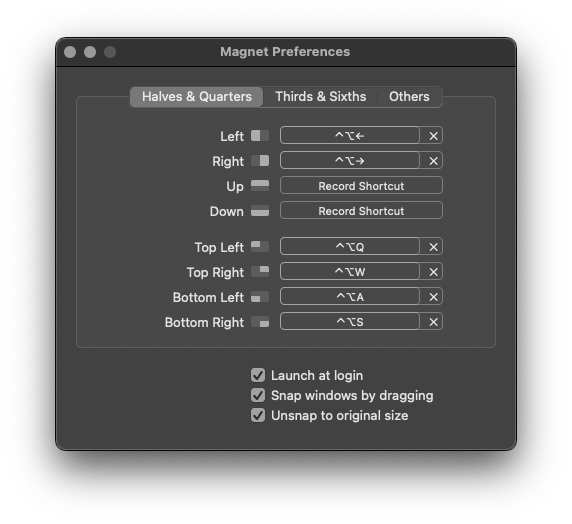 Magnet Preferences
Halves & Quarters Thirds & Sixths Others
Left ^⌥← ×
Right ^⌥→ ×
Up Record Shortcut
Down Record Shortcut
Top Left ^⌥Q ×
Top Right ^⌥W ×
Bottom Left ^⌥A ×
Bottom Right ^⌥S ×
Launch at login
Snap windows by dragging
Unsnap to original size